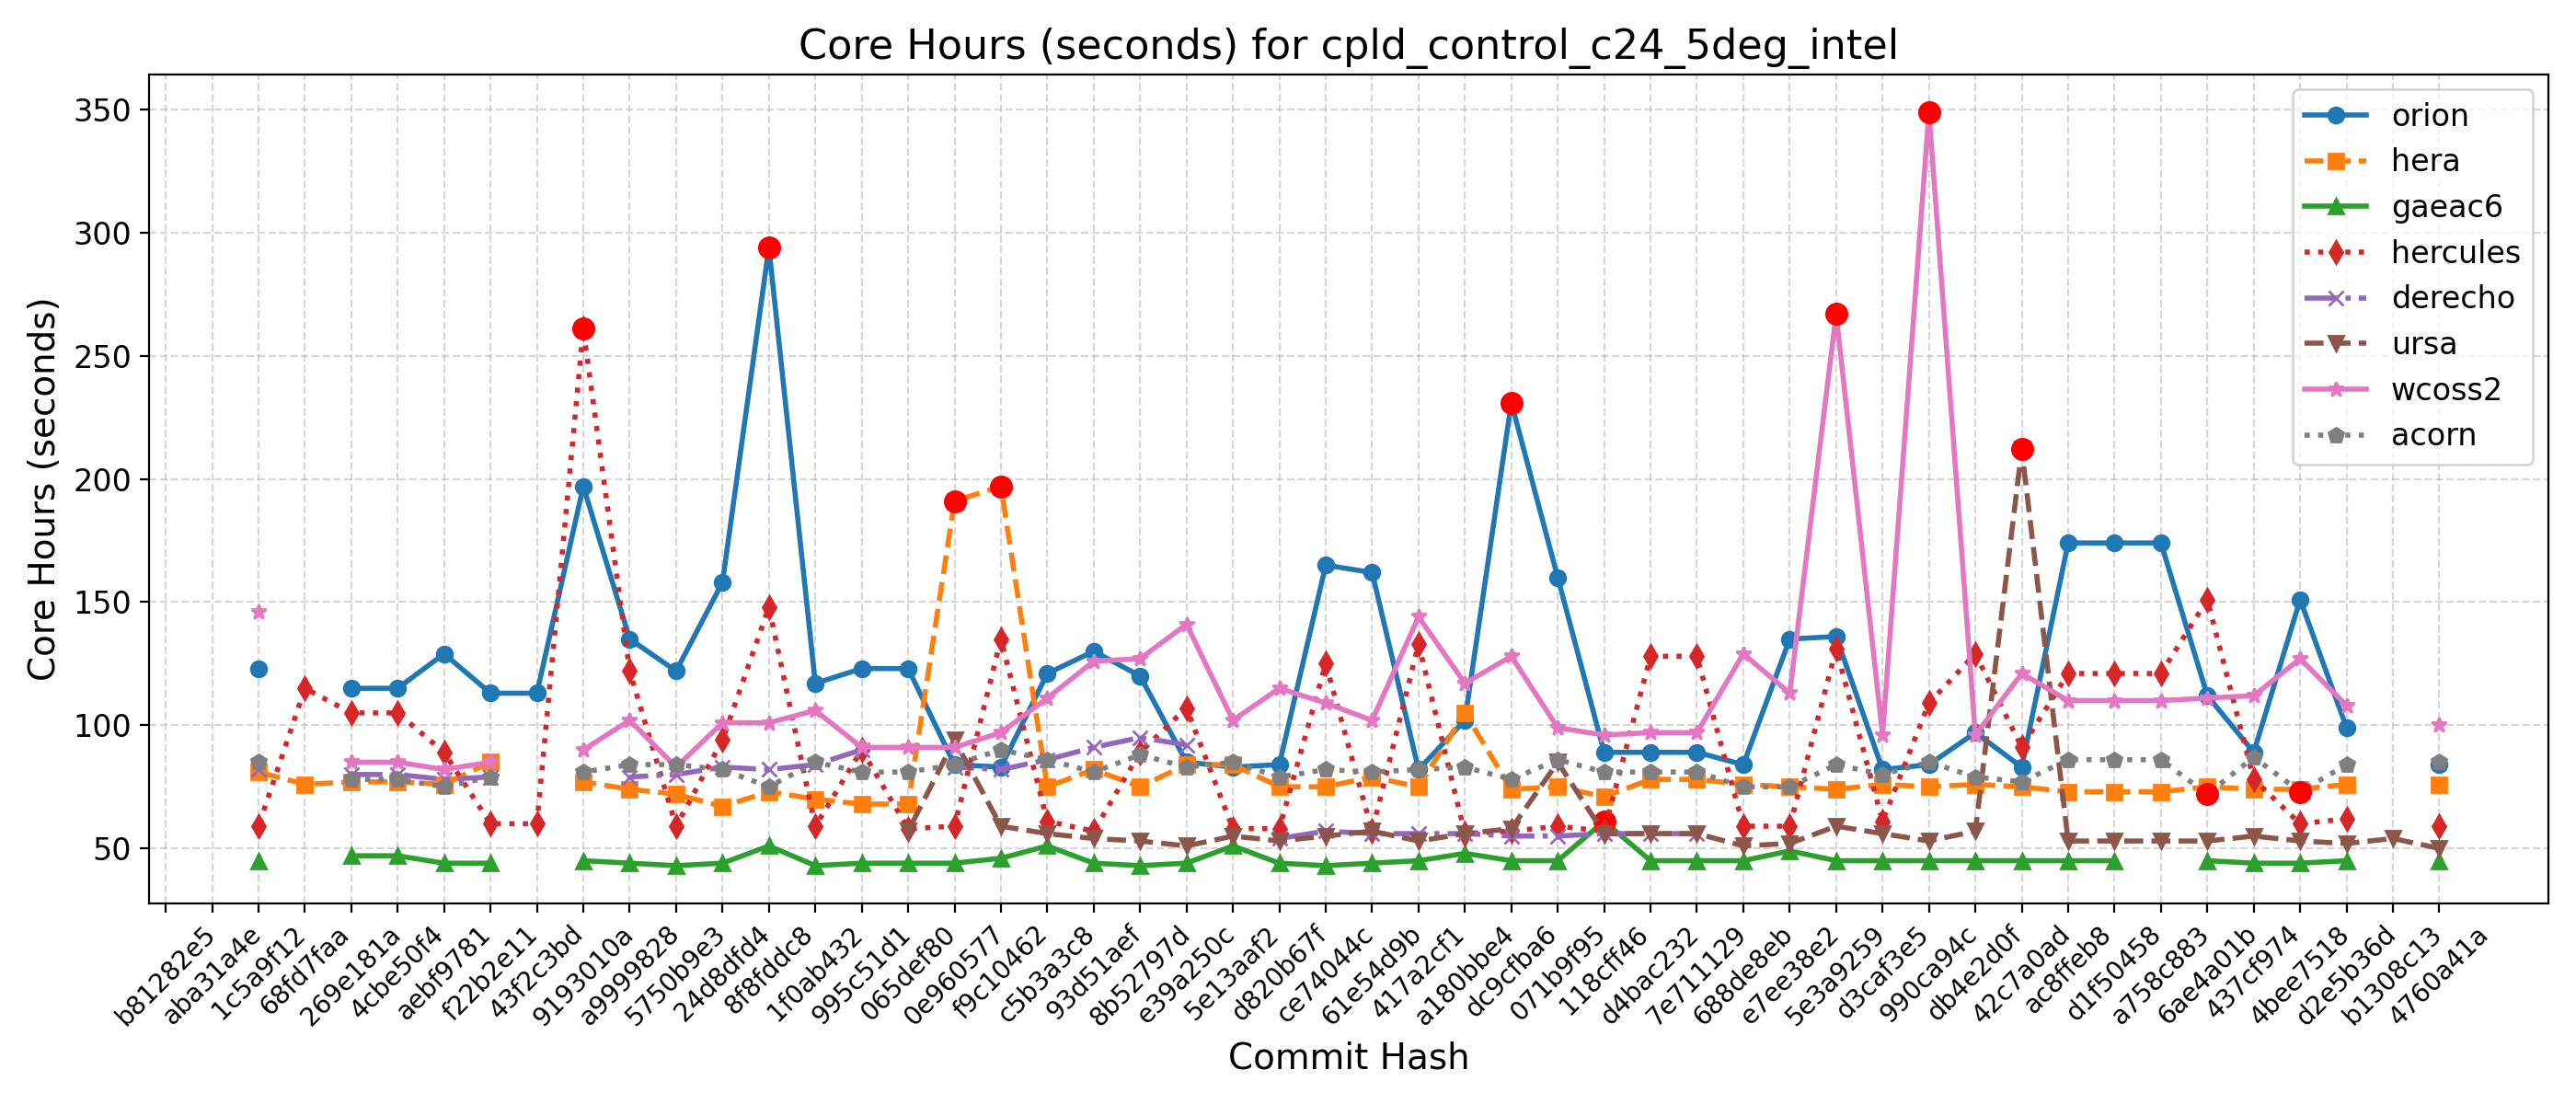 Core Hours (seconds) for cpld_control_c24_5deg_intel
Core Hours (seconds)
350
300
250
200
150
100
50
orion
hera
gaeac6
hercules
derecho
ursa
wcoss2
acorn
b81282e5
aba31a4e
1c5a9f12
68fd7faa
269e181a
4cbe50f4
aebf9781
f22b2e11
43f2c3bd
9193010a
a9999828
5750b9e3
24d8dfd4
8f8fddc8
1f0ab432
995c51d1
065def80
0e960577
f9c10462
c5b3a3c8
93d51aef
8b52797d
e39a250c
5e13aaf2
d820b67f
ce74044c
61e54d9b
417a2cf1
a180bbe4
dc9cfba6
071b9f95
118cff46
d4bac232
7e711129
688de8eb
e7ee38e2
5e3a9259
d3caf3e5
990ca94c
db4e2d0f
42c7a0ad
ac8ffeb8
d1f50458
a758c883
6ae4a01b
437cf974
4bee7518
d2e5b36d
b1308c13
4760a41a
Commit Hash